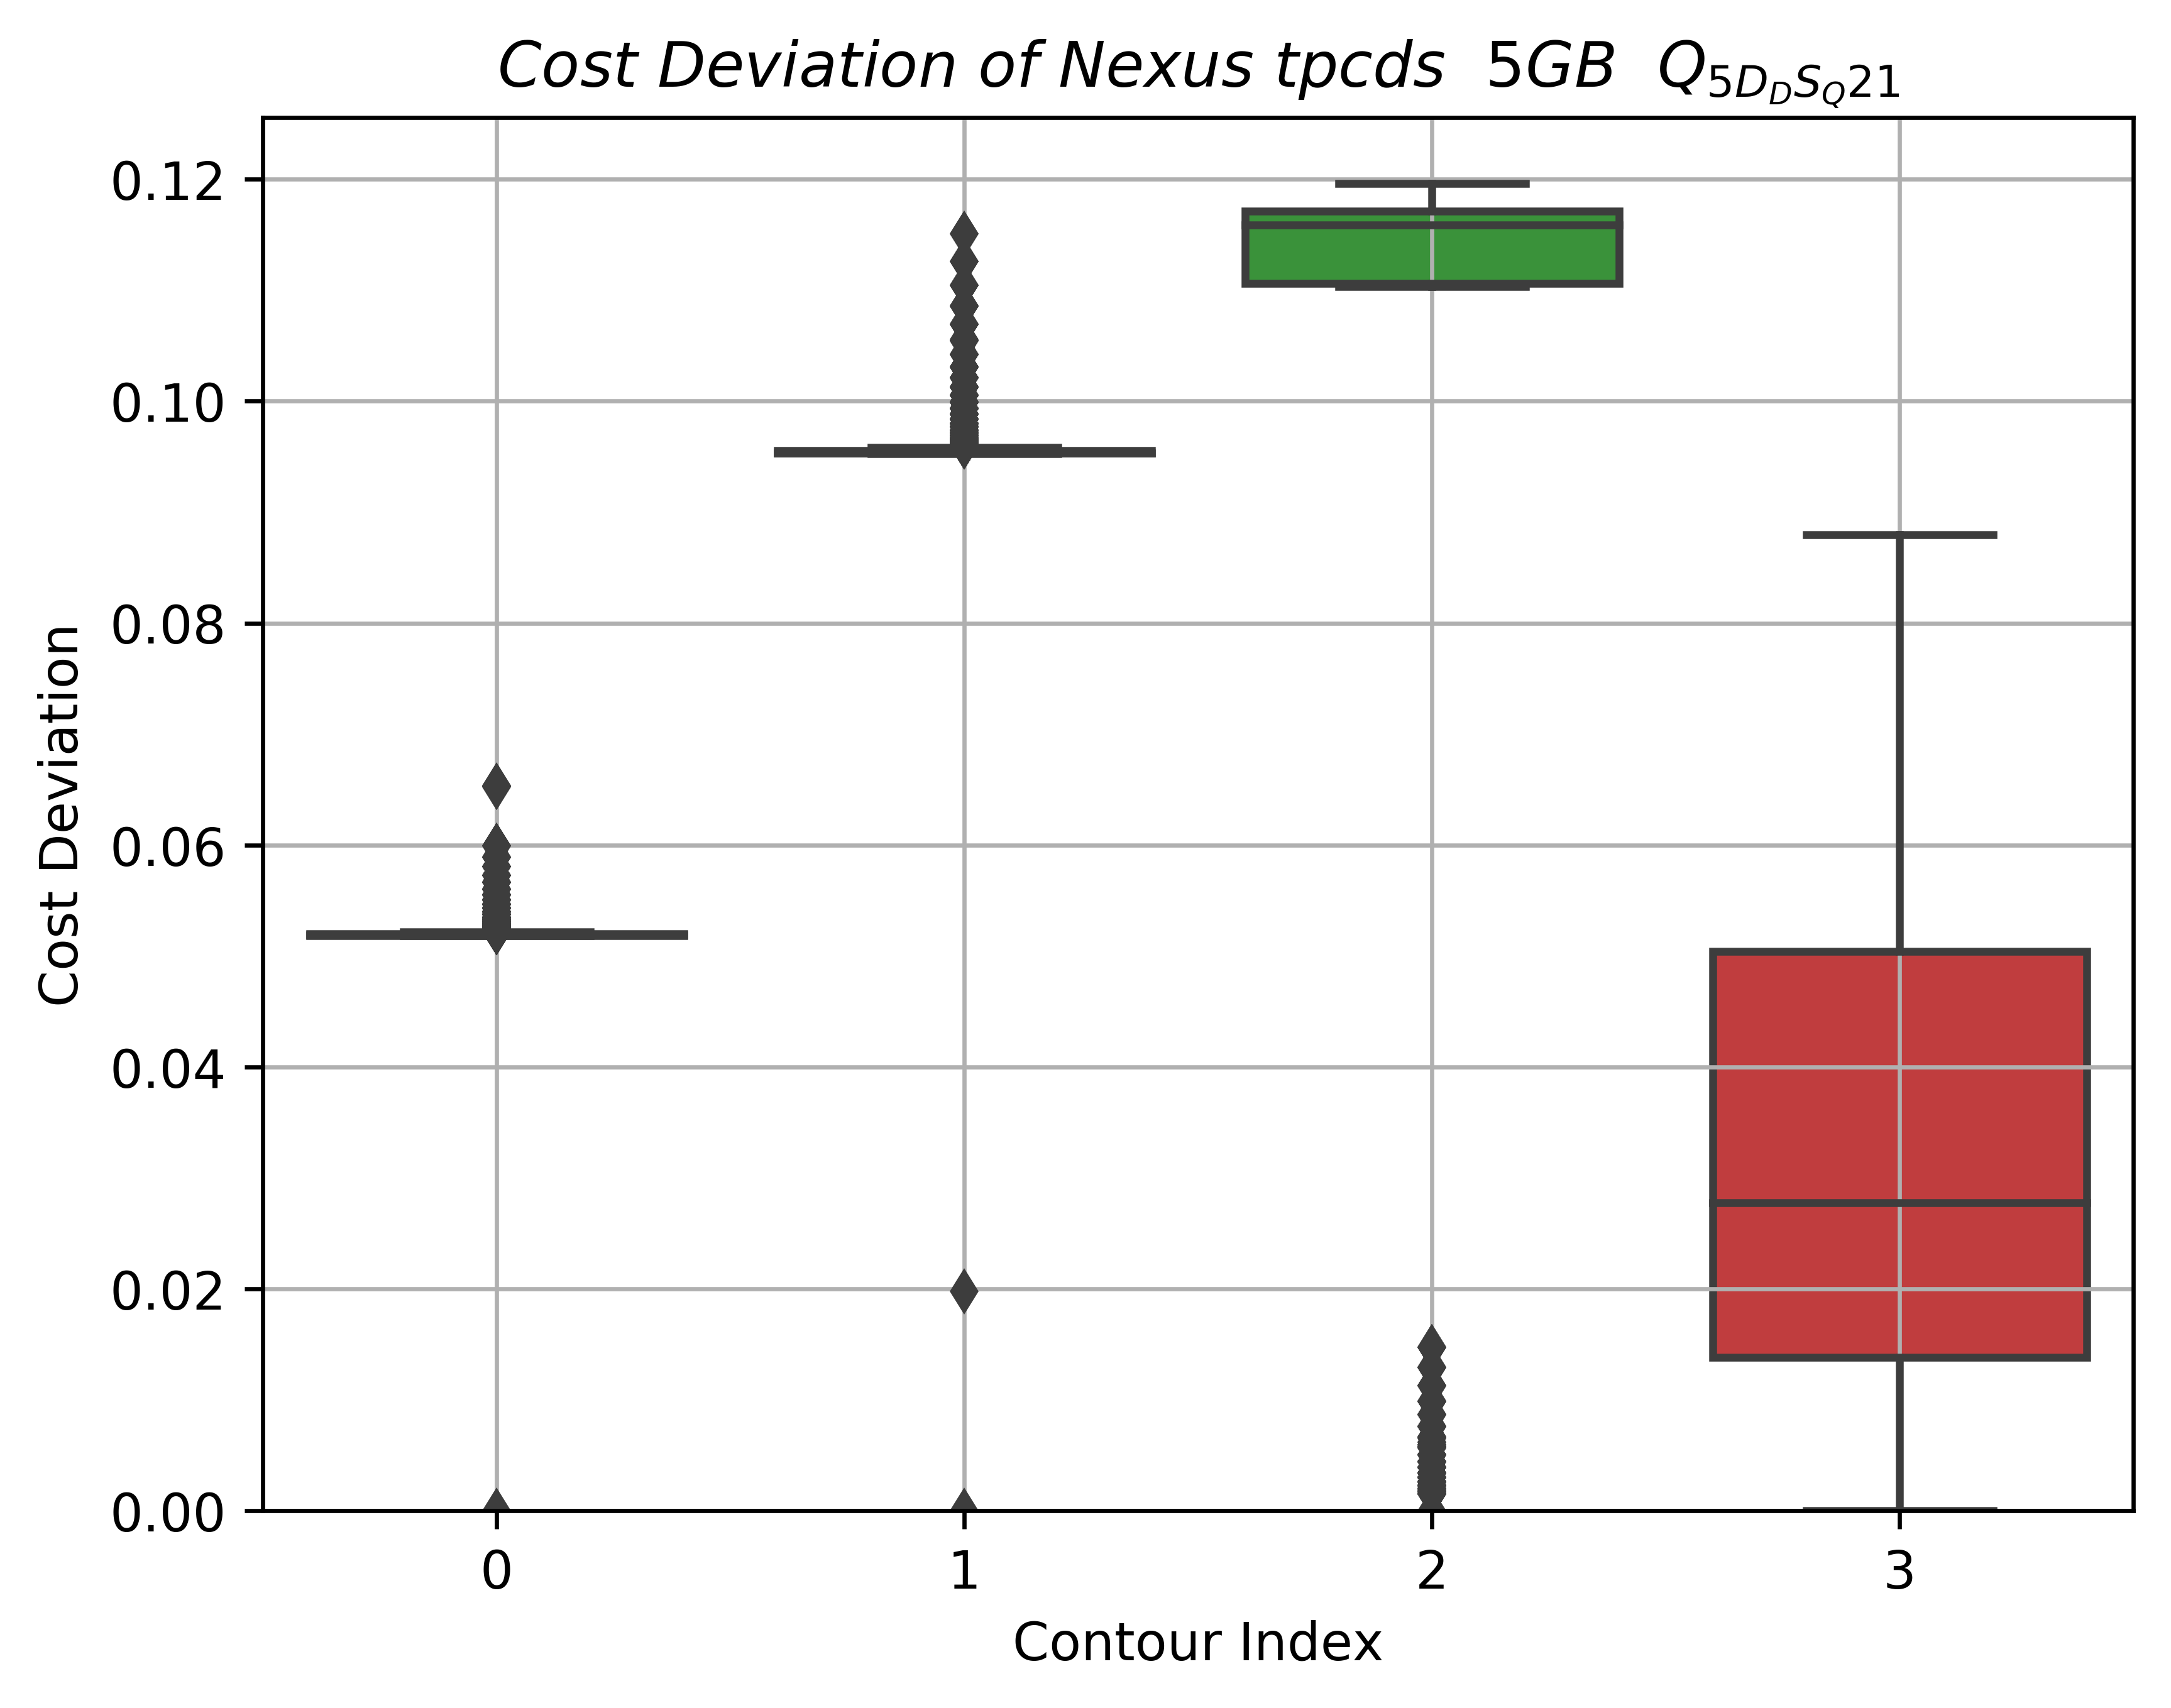 Cost Deviation of Nexus tpcds 5GB Q5DDSQ21
0.12
0.10
0.08
0.06
0.04
0.02
0.00
Cost Deviation
0 1 2 3
Contour Index